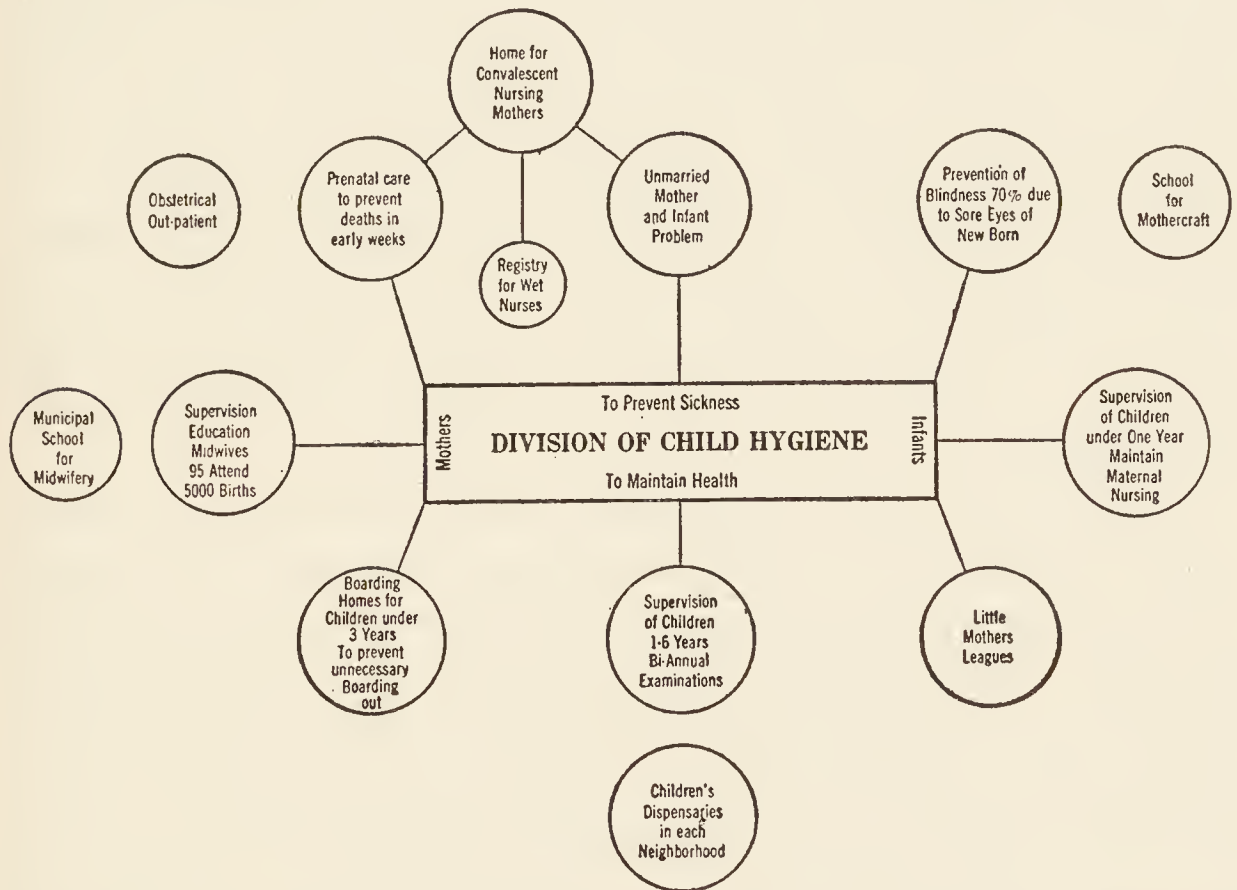 Home for
Convalescent
Nursing
Mothers
Obstetrical
Out-patient
Prenatal care
to prevent
deaths in
early weeks
Registry
for Wet
Nurses
Unmarried
Mother
and Infant
Problem
Prevention of
Blindness 70% due
to Sore Eyes of
New Born
School
for
Mothercraft
Municipal
School
for
Midwifery
Supervision
Education
Midwives
95 Attend
5000 Births
Mothers
To Prevent Sickness
DIVISION OF CHILD HYGIENE
To Maintain Health
Infants
Supervision
of Children
under One Year
Maintain
Maternal
Nursing
Boarding
Homes for
Children under
3 Years
To prevent
unnecessary
Boarding
out
Supervision
of Children
1-6 Years
Bi-Annual
Examinations
Little
Mothers
Leagues
Children's
Dispensaries
in each
Neighborhood